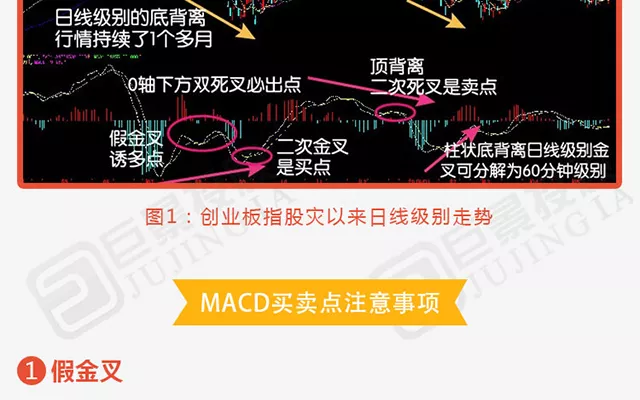 日线级别的底背离
行情持续了1个多月
0轴下方双死叉必出点
顶背离
二次死叉是卖点
假金叉
诱多点
二次金叉
是买点
柱状底背离日线级别金
叉可分解为60分钟级别
图1：创业板指股灾以来日线级别走势
MACD买卖点注意事项
1 假金叉